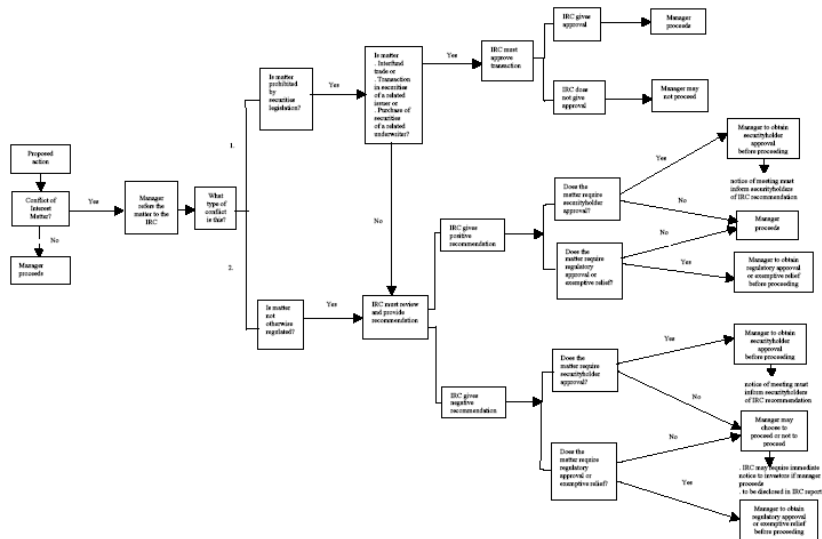 Proposed
action
Conflict of
Interest
Matter?
Yes
No
Manager
proceeds
Manager
refers the
matter to the
IRC
What
type of
conflict
is this?
1.
2.
Is matter
prohibited
by
securities
legislation?
Yes
Is matter
. Interfund
trade or
. Transaction
in securities
of a related
issuer or
. Purchase of
securities
of a related
underwriter?
Yes
No
IRC must
approve
transaction
IRC gives
approval
Manager
proceeds
IRC does
not give
approval
Manager may
not proceed
Is matter
not
otherwise
regulated?
Yes
IRC must review
and provide
recommendation
IRC gives
positive
recommendation
Does the
matter require
securityholder
approval?
Yes
No
Manager to obtain
securityholder
approval
before proceeding
notice of meeting must
inform securityholders
of IRC recommendation
Does the
matter require
regulatory
approval or
exemptive relief?
No
Yes
Manager
proceeds
Manager to obtain
regulatory approval
or exemptive relief
before proceeding
IRC gives
negative
recommendation
Does the
matter require
securityholder
approval?
Yes
No
Manager to obtain
securityholder
approval
before proceeding
notice of meeting must
inform securityholders
of IRC recommendation
Does the
matter require
regulatory
approval or
exemptive relief?
No
Yes
Manager may
choose to
proceed or not to
proceed
. IRC may require immediate
notice to investors if manager
proceeds
. to be disclosed in IRC report
Manager to obtain
regulatory approval
or exemptive relief
before proceeding